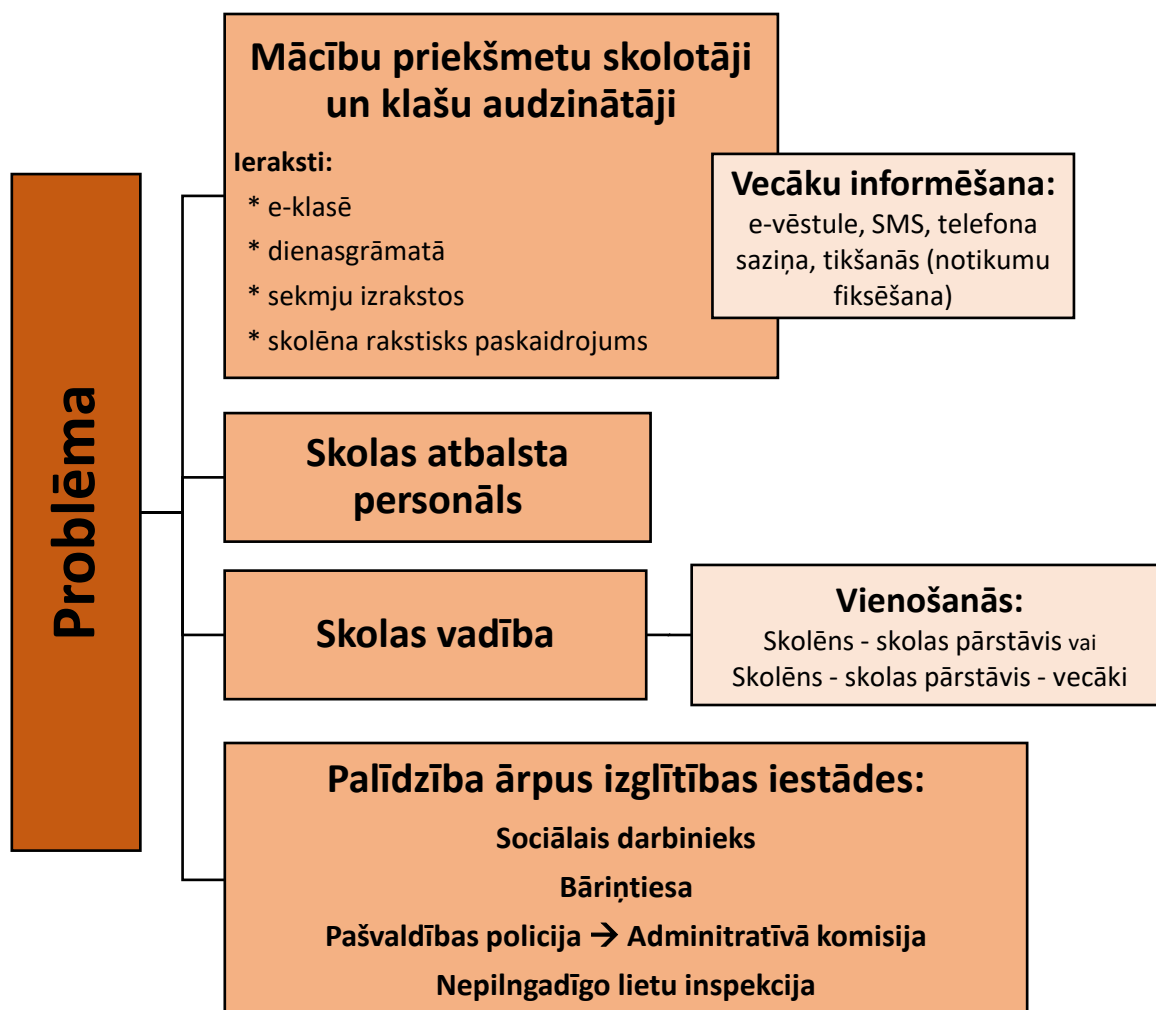 Problēma
Mācību priekšmetu skolotāji
un klašu audzinātāji
Ieraksti:
* e-klasē
* dienasgrāmatā
* sekmju izrakstos
* skolēna rakstisks paskaidrojums
Vecāku informēšana:
e-vēstule, SMS, telefona
saziņa, tikšanās (notikumu
fiksēšana)
Skolas atbalsta
personāls
Skolas vadība
Vienošanās:
Skolēns - skolas pārstāvis vai
Skolēns - skolas pārstāvis - vecāki
Palīdzība ārpus izglītības iestādes:
Sociālais darbinieks
Bāriņtiesa
Pašvaldības policija → Adminitratīvā komisija
Nepilngadīgo lietu inspekcija